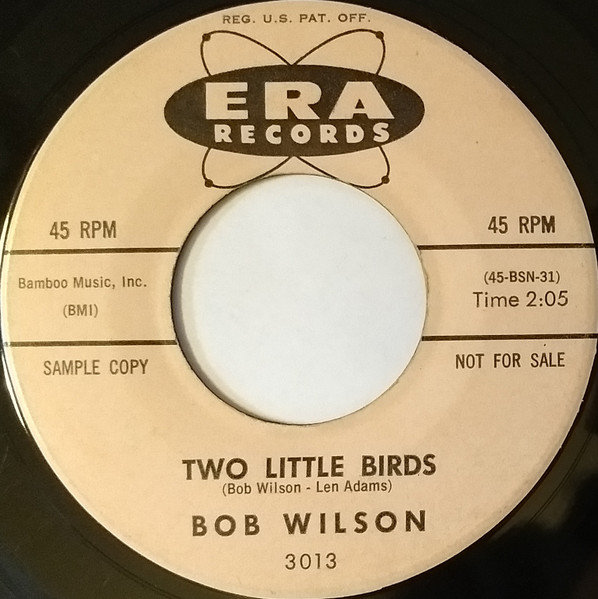 REG. U.S. PAT. OFF.
ERA
RECORDS
45 RPM
45 RPM
Bamboo Music, Inc.
(BMI)
(45-BSN-31)
Time 2:05
SAMPLE COPY
NOT FOR SALE
TWO LITTLE BIRDS
(Bob Wilson - Len Adams)
BOB WILSON
3013